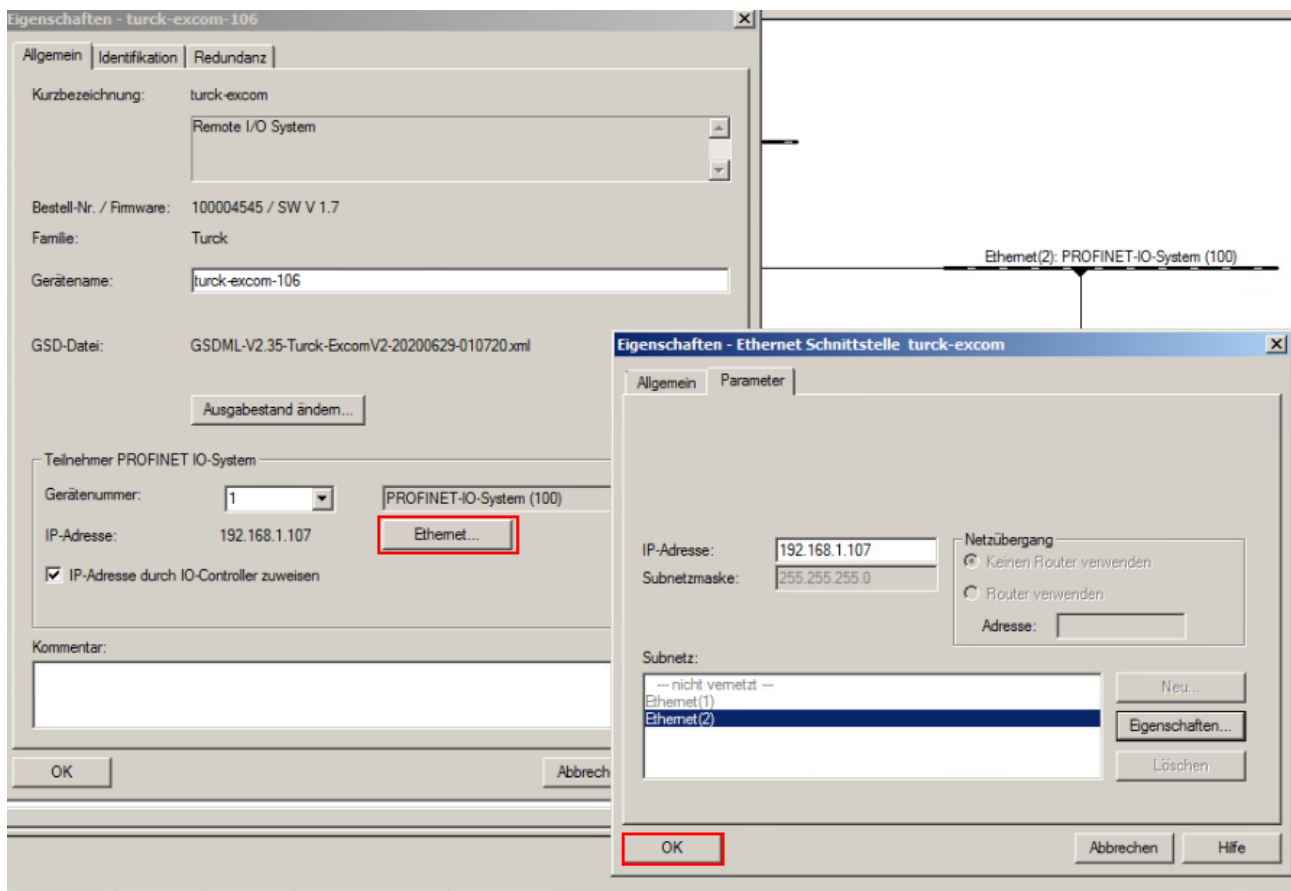 Eigenschaften - turck-excom-106
Allgemein Identifikation Redundanz
Kurzbezeichnung: turck-excom
Remote I/O System
Bestell-Nr. / Firmware: 100004545 / SW V 1.7
Familie: Turck
Gerätename: turck-excom-106
GSD-Datei: GSDML-V2.35-Turck-ExcomV2-20200629-010720.xml
Ausgabestand ändern...
Teilnehmer PROFINET IO-System
Gerätenummer: 1 PROFINET-IO-System (100)
IP-Adresse: 192.168.1.107 Ethernet...
IP-Adresse durch IO-Controller zuweisen
Kommentar:
OK Abbrech
Ethernet(2): PROFINET-IO-System (100)
Eigenschaften - Ethernet Schnittstelle turck-excom
Allgemein Parameter
IP-Adresse: 192.168.1.107
Subnetzmaske: 255.255.255.0
Netzübergang
Keinen Router verwenden
Router verwenden
Adresse:
Subnetz:
--- nicht vernetzt ---
Ethernet(1)
Ethernet(2)
Neu...
Eigenschaften...
Löschen
OK Abbrechen Hilfe